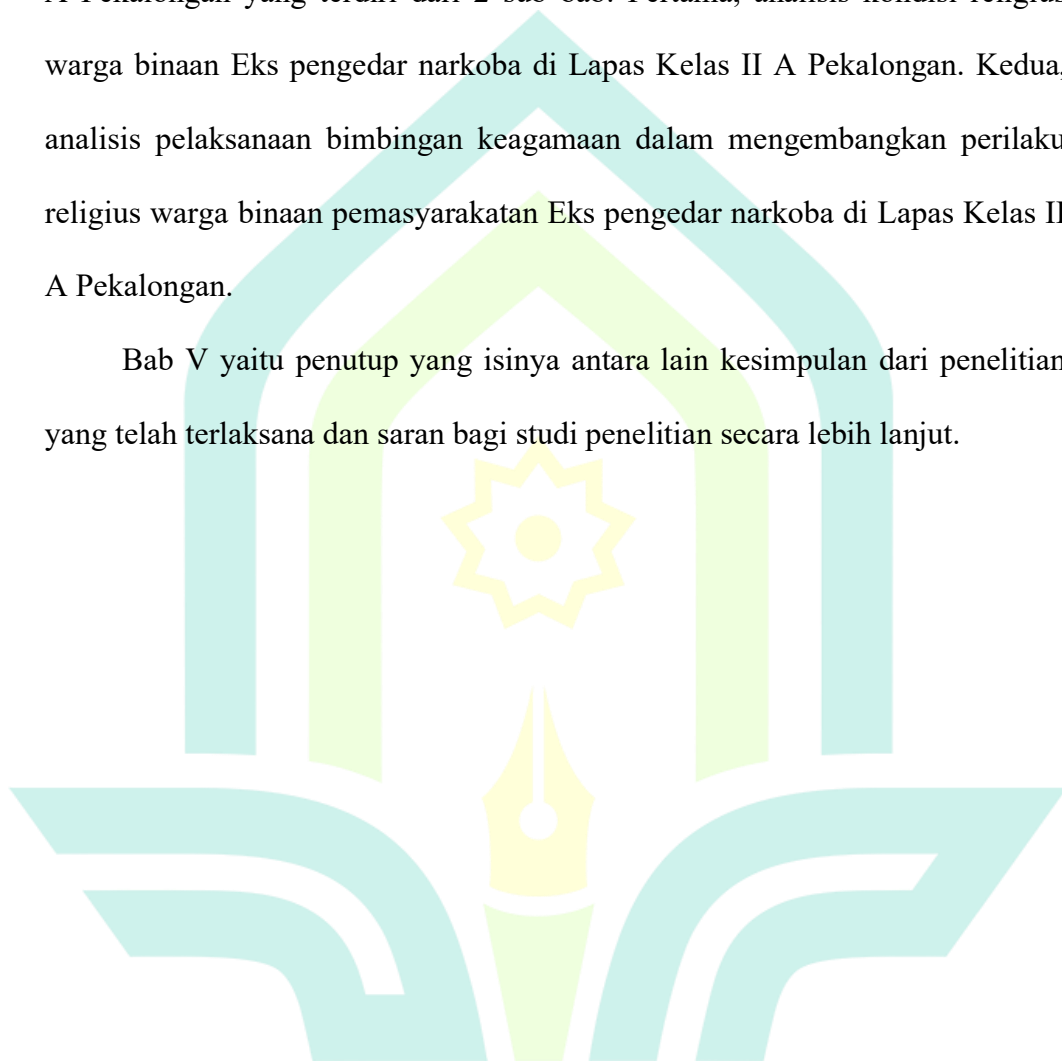 A Pekalongan yang terdiri dari 2 sub bab. Pertama, analisis kondisi religius
warga binaan Eks pengedar narkoba di Lapas Kelas II A Pekalongan. Kedua,
analisis pelaksanaan bimbingan keagamaan dalam mengembangkan perilaku
religius warga binaan pemasyarakatan Eks pengedar narkoba di Lapas Kelas II
A Pekalongan.
Bab V yaitu penutup yang isinya antara lain kesimpulan dari penelitian
yang telah terlaksana dan saran bagi studi penelitian secara lebih lanjut.